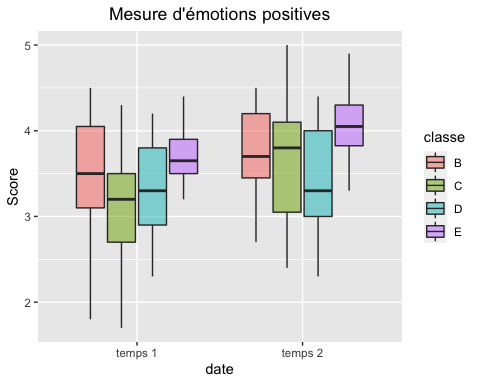 Mesure d'émotions positives
Score
5
4
3
2
temps 1
temps 2
date
classe
B
C
D
E